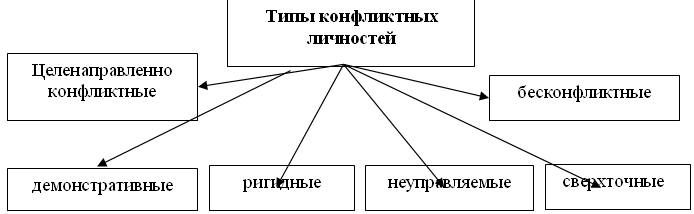 Типы конфликтных
личностей
Целенаправленно
конфликтные
бесконфликтные
демонстративные
ригидные
неуправляемые
сверхточные